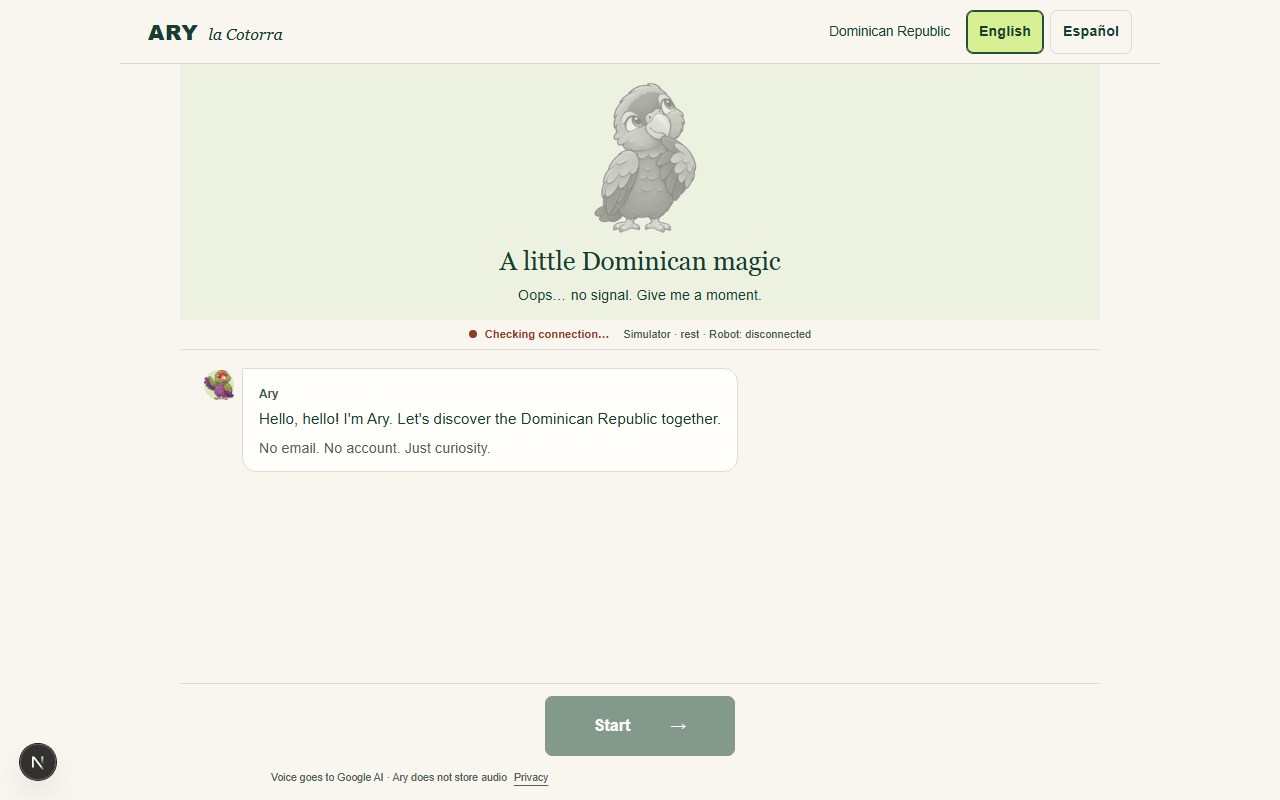 ARY la Cotorra
Dominican Republic
English
Español
A little Dominican magic
Oops… no signal. Give me a moment.
Checking connection… Simulator · rest · Robot: disconnected
Ary
Hello, hello! I'm Ary. Let's discover the Dominican Republic together.
No email. No account. Just curiosity.
Start →
N
Voice goes to Google AI · Ary does not store audio Privacy